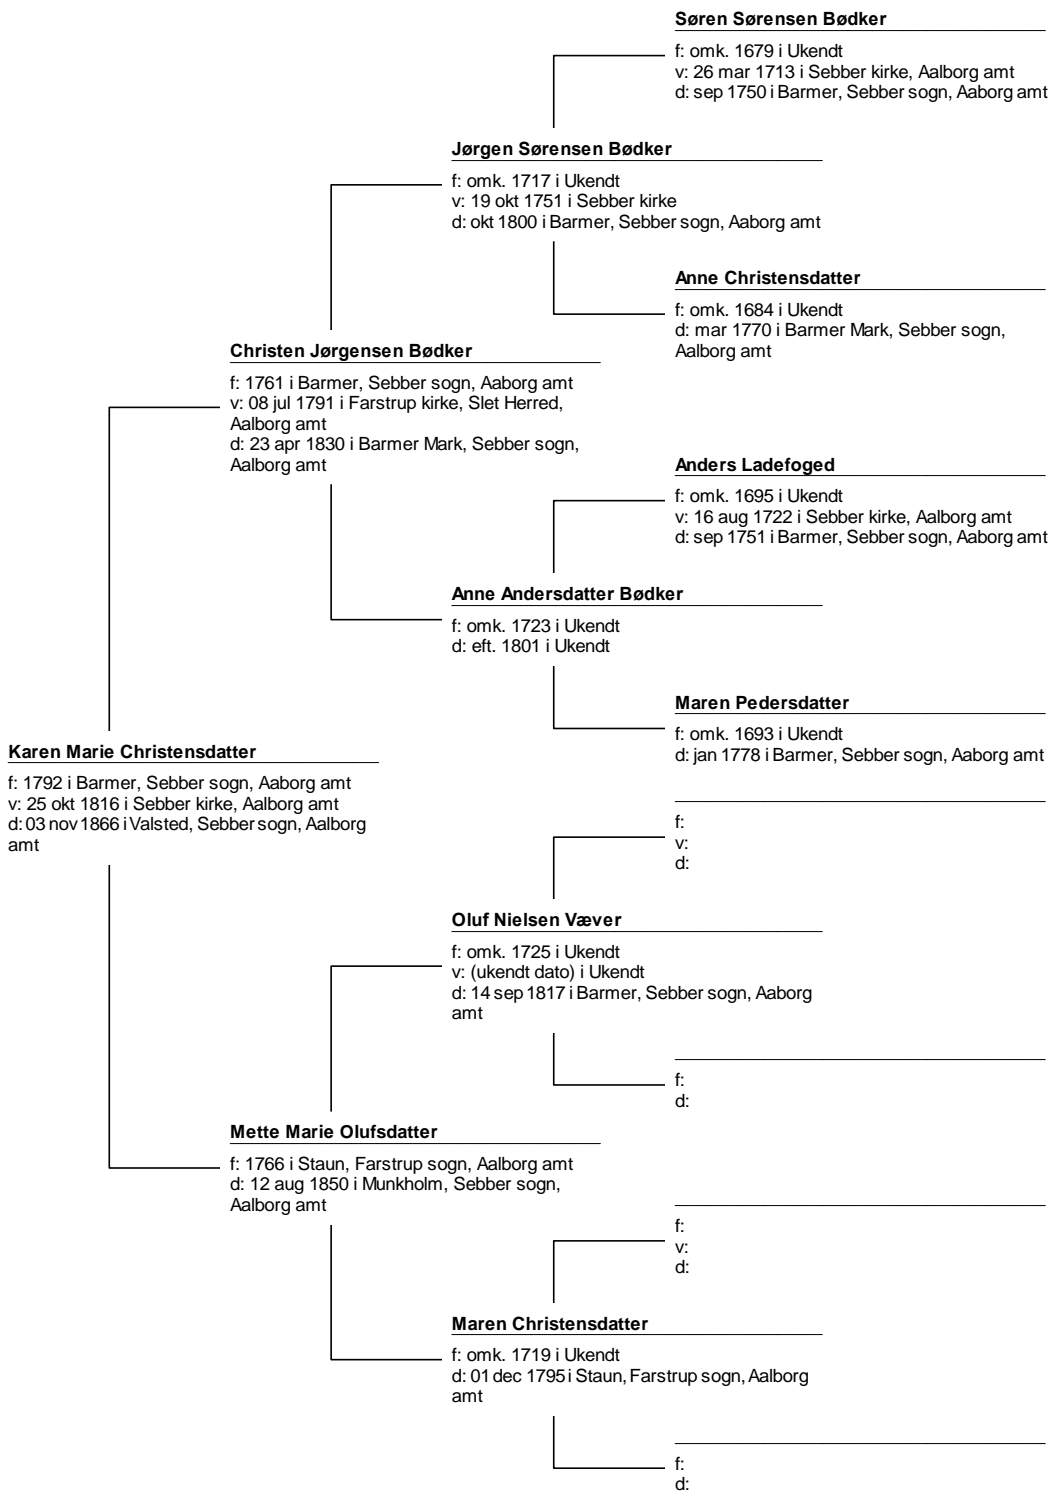 Søren Sørensen Bødker
f: omk. 1679 i Ukendt
v: 26 mar 1713 i Sebber kirke, Aalborg amt
d: sep 1750 i Barmer, Sebber sogn, Aaborg amt
Jørgen Sørensen Bødker
f: omk. 1717 i Ukendt
v: 19 okt 1751 i Sebber kirke
d: okt 1800 i Barmer, Sebber sogn, Aaborg amt
Anne Christensdatter
f: omk. 1684 i Ukendt
d: mar 1770 i Barmer Mark, Sebber sogn,
Aalborg amt
Christen Jørgensen Bødker
f: 1761 i Barmer, Sebber sogn, Aaborg amt
v: 08 jul 1791 i Farstrup kirke, Slet Herred,
Aalborg amt
d: 23 apr 1830 i Barmer Mark, Sebber sogn,
Aalborg amt
Anders Ladefoged
f: omk. 1695 i Ukendt
v: 16 aug 1722 i Sebber kirke, Aalborg amt
d: sep 1751 i Barmer, Sebber sogn, Aaborg amt
Anne Andersdatter Bødker
f: omk. 1723 i Ukendt
d: eft. 1801 i Ukendt
Maren Pedersdatter
f: omk. 1693 i Ukendt
d: jan 1778 i Barmer, Sebber sogn, Aaborg amt
Karen Marie Christensdatter
f: 1792 i Barmer, Sebber sogn, Aaborg amt
v: 25 okt 1816 i Sebber kirke, Aalborg amt
d: 03 nov 1866 i Valsted, Sebber sogn, Aalborg
amt
f:
v:
d:
Oluf Nielsen Væver
f: omk. 1725 i Ukendt
v: (ukendt dato) i Ukendt
d: 14 sep 1817 i Barmer, Sebber sogn, Aaborg
amt
f:
d:
Mette Marie Olufsdatter
f: 1766 i Staun, Farstrup sogn, Aalborg amt
d: 12 aug 1850 i Munkholm, Sebber sogn,
Aalborg amt
f:
v:
d:
Maren Christensdatter
f: omk. 1719 i Ukendt
d: 01 dec 1795 i Staun, Farstrup sogn, Aalborg
amt
f:
d: